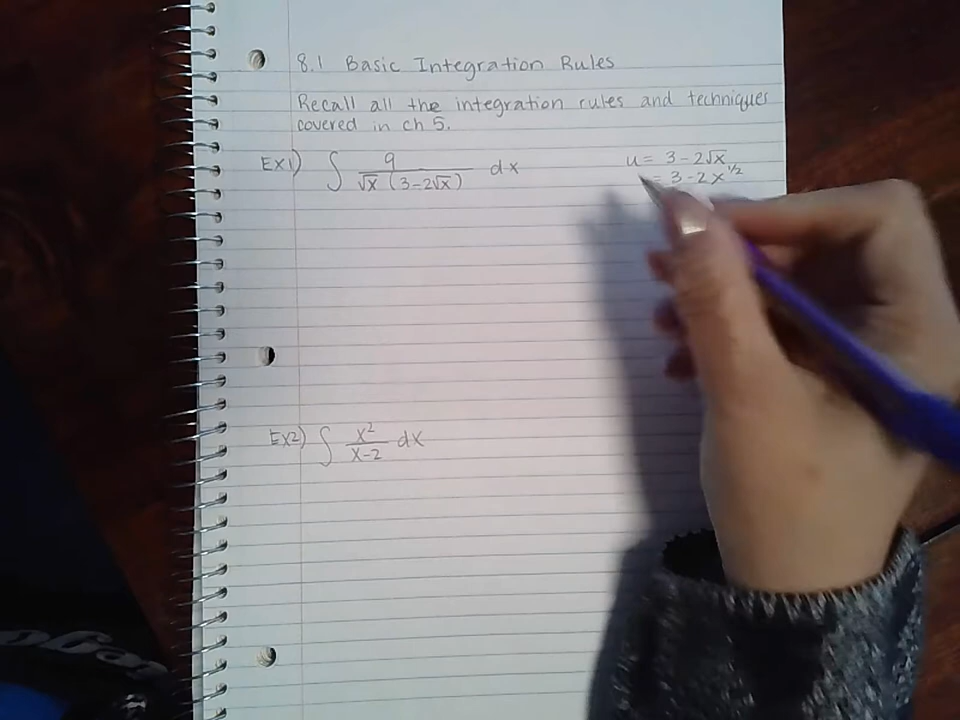 8.1 Basic Integration Rules
Recall all the integration rules and techniques
covered in ch 5.
Ex1) ∫ 9/(√x (3-2√x)) dx
u = 3-2√x
= 3-2x^1/2
Ex2) ∫ x²/(x-2) dx